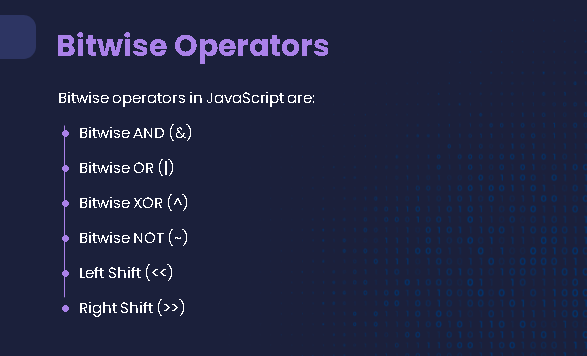 Bitwise Operators
Bitwise operators in JavaScript are:
Bitwise AND (&)
Bitwise OR (|)
Bitwise XOR (^)
Bitwise NOT (~)
Left Shift (<<)
Right Shift (>>)